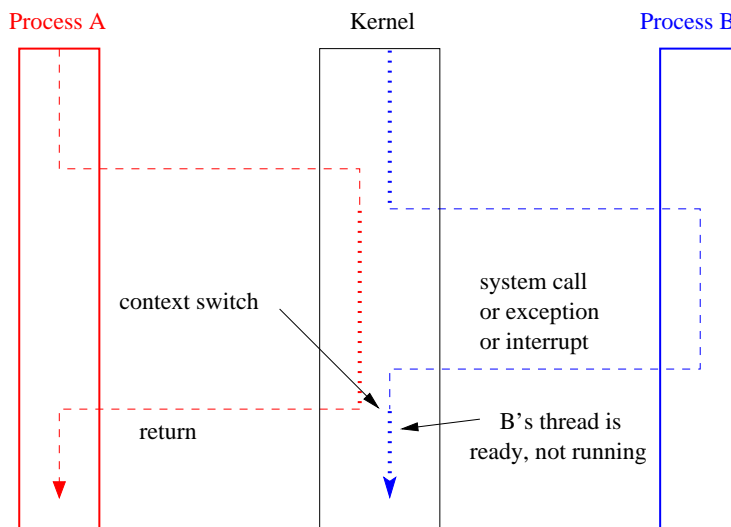 Process A
Kernel
Process B
system call
or exception
or interrupt
context switch
return
B’s thread is
ready, not running